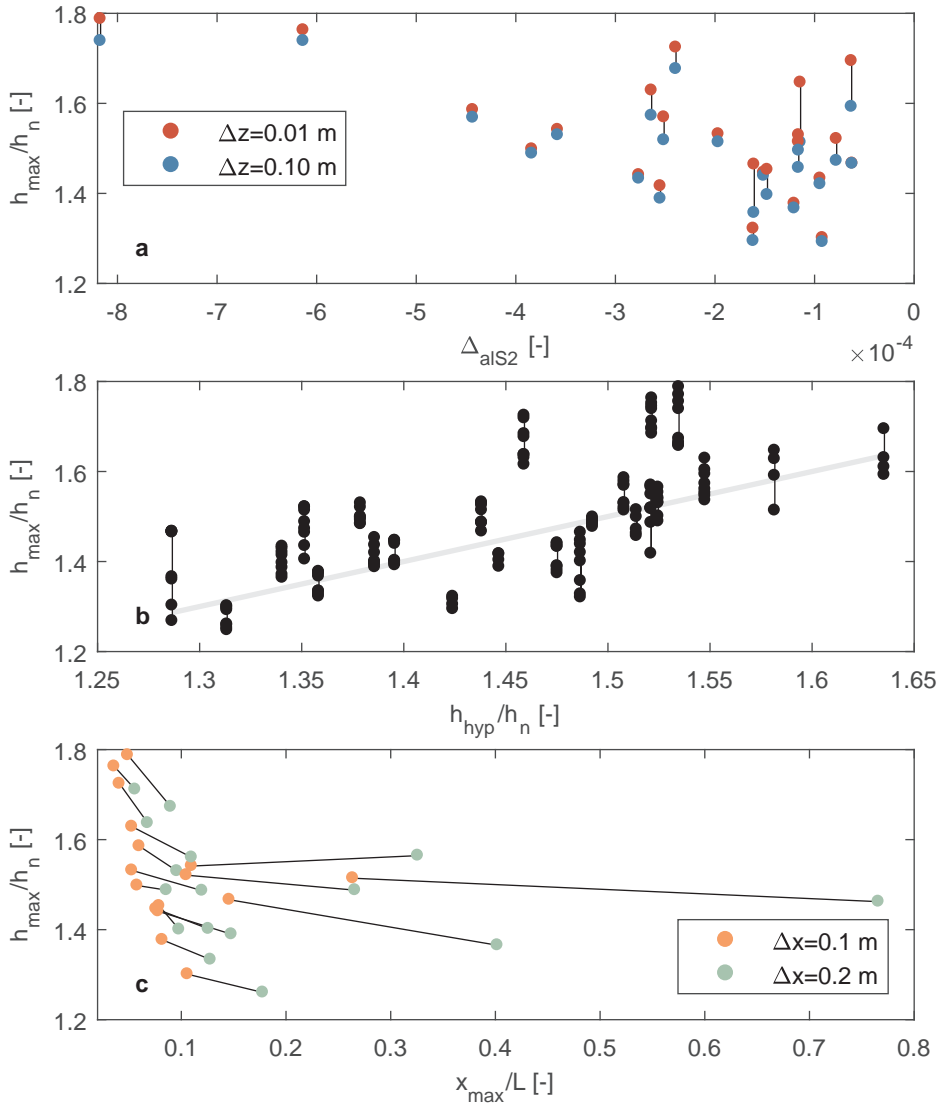 1.8
1.6
1.4
1.2
h_max/h_n [-]
Δz=0.01 m
Δz=0.10 m
a
-8 -7 -6 -5 -4 -3 -2 -1 0
Δ_alS2 [-]
×10^-4
1.8
1.6
1.4
1.2
h_max/h_n [-]
b
1.25 1.3 1.35 1.4 1.45 1.5 1.55 1.6 1.65
h_hyp/h_n [-]
1.8
1.6
1.4
1.2
h_max/h_n [-]
Δx=0.1 m
Δx=0.2 m
c
0.1 0.2 0.3 0.4 0.5 0.6 0.7 0.8
x_max/L [-]